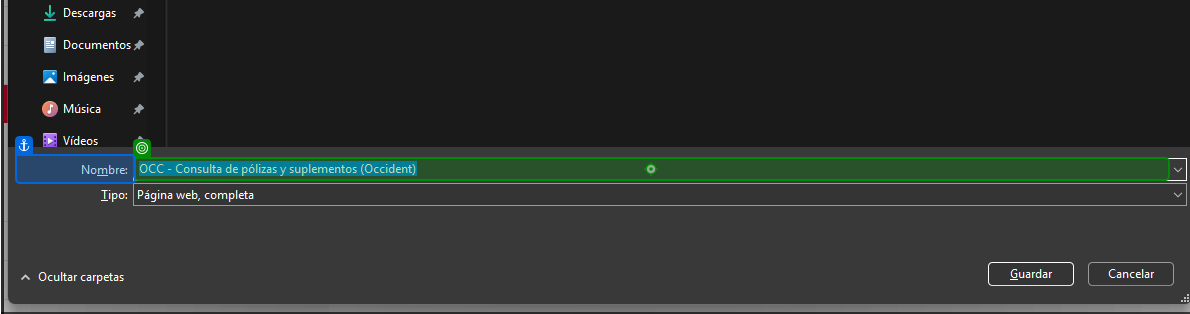 Descargas
Documentos
Imágenes
Música
Vídeos
Nombre: OCC - Consulta de pólizas y suplementos (Occident)
Tipo: Página web, completa
Ocultar carpetas
Guardar
Cancelar